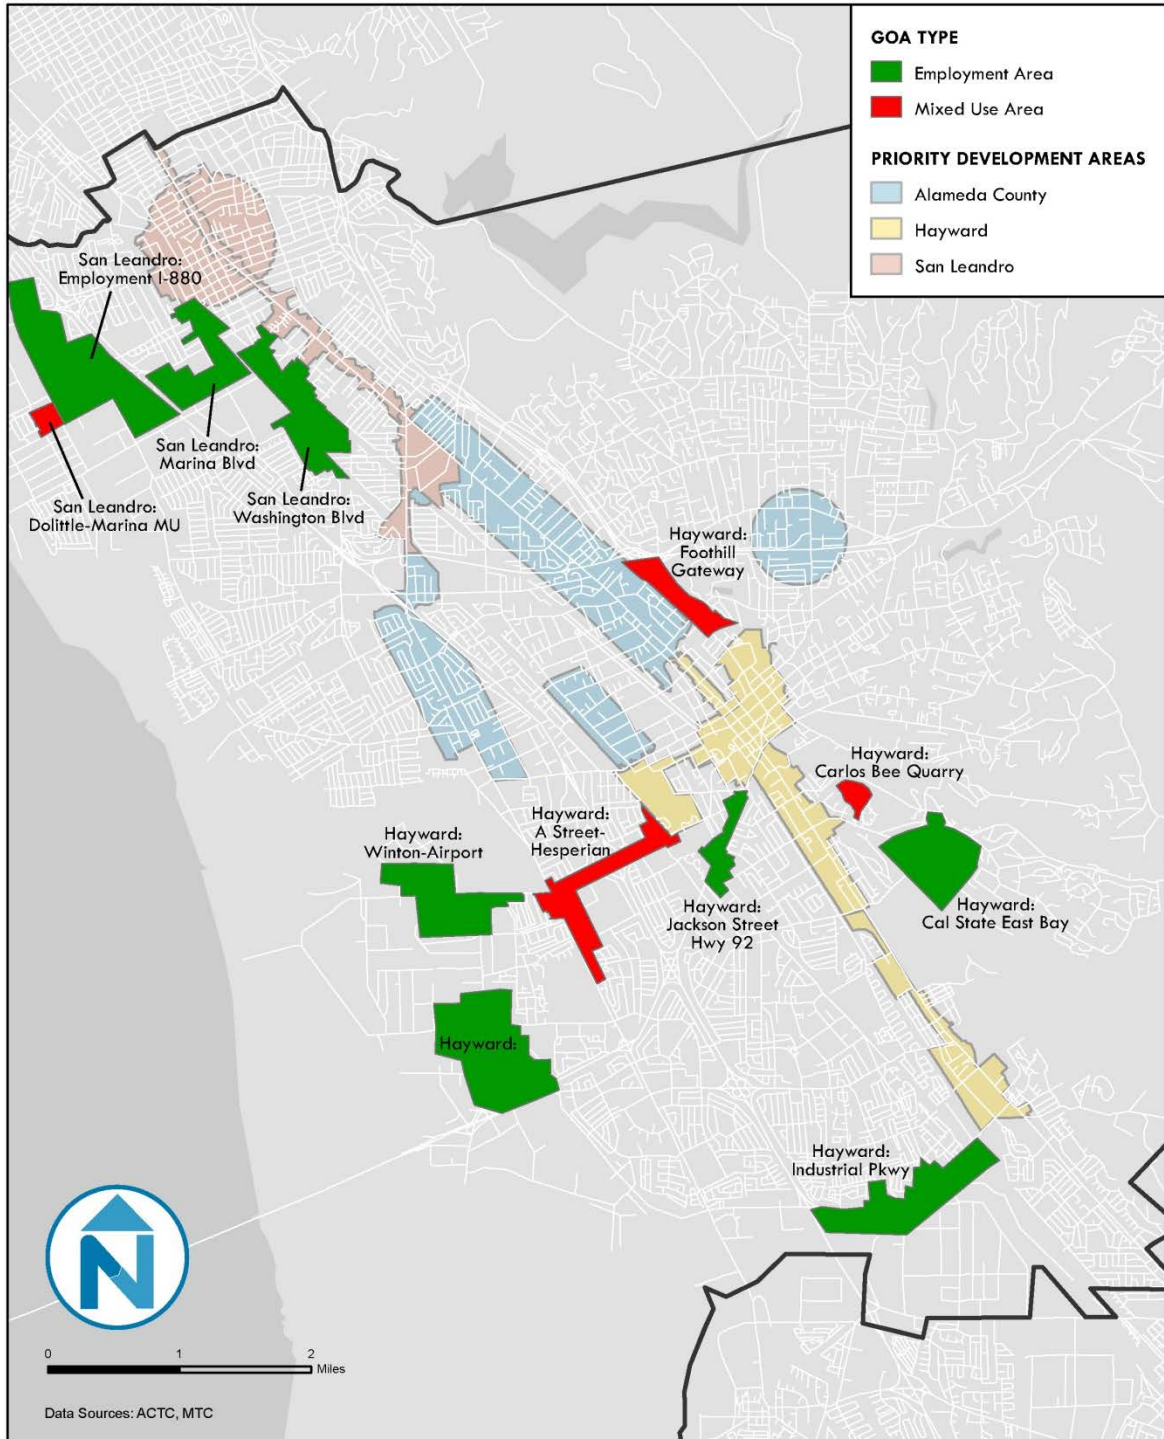 GOA TYPE
Employment Area
Mixed Use Area
PRIORITY DEVELOPMENT AREAS
Alameda County
Hayward
San Leandro
San Leandro:
Employment I-880
San Leandro:
Marina Blvd
San Leandro:
Dolittle-Marina MU
San Leandro:
Washington Blvd
Hayward:
Foothill
Gateway
Hayward:
Carlos Bee Quarry
Hayward:
A Street-
Hesperian
Hayward:
Winton-Airport
Hayward:
Jackson Street
Hwy 92
Hayward:
Cal State East Bay
Hayward:
Hayward:
Industrial Pkwy
N
0 1 2
Miles
Data Sources: ACTC, MTC